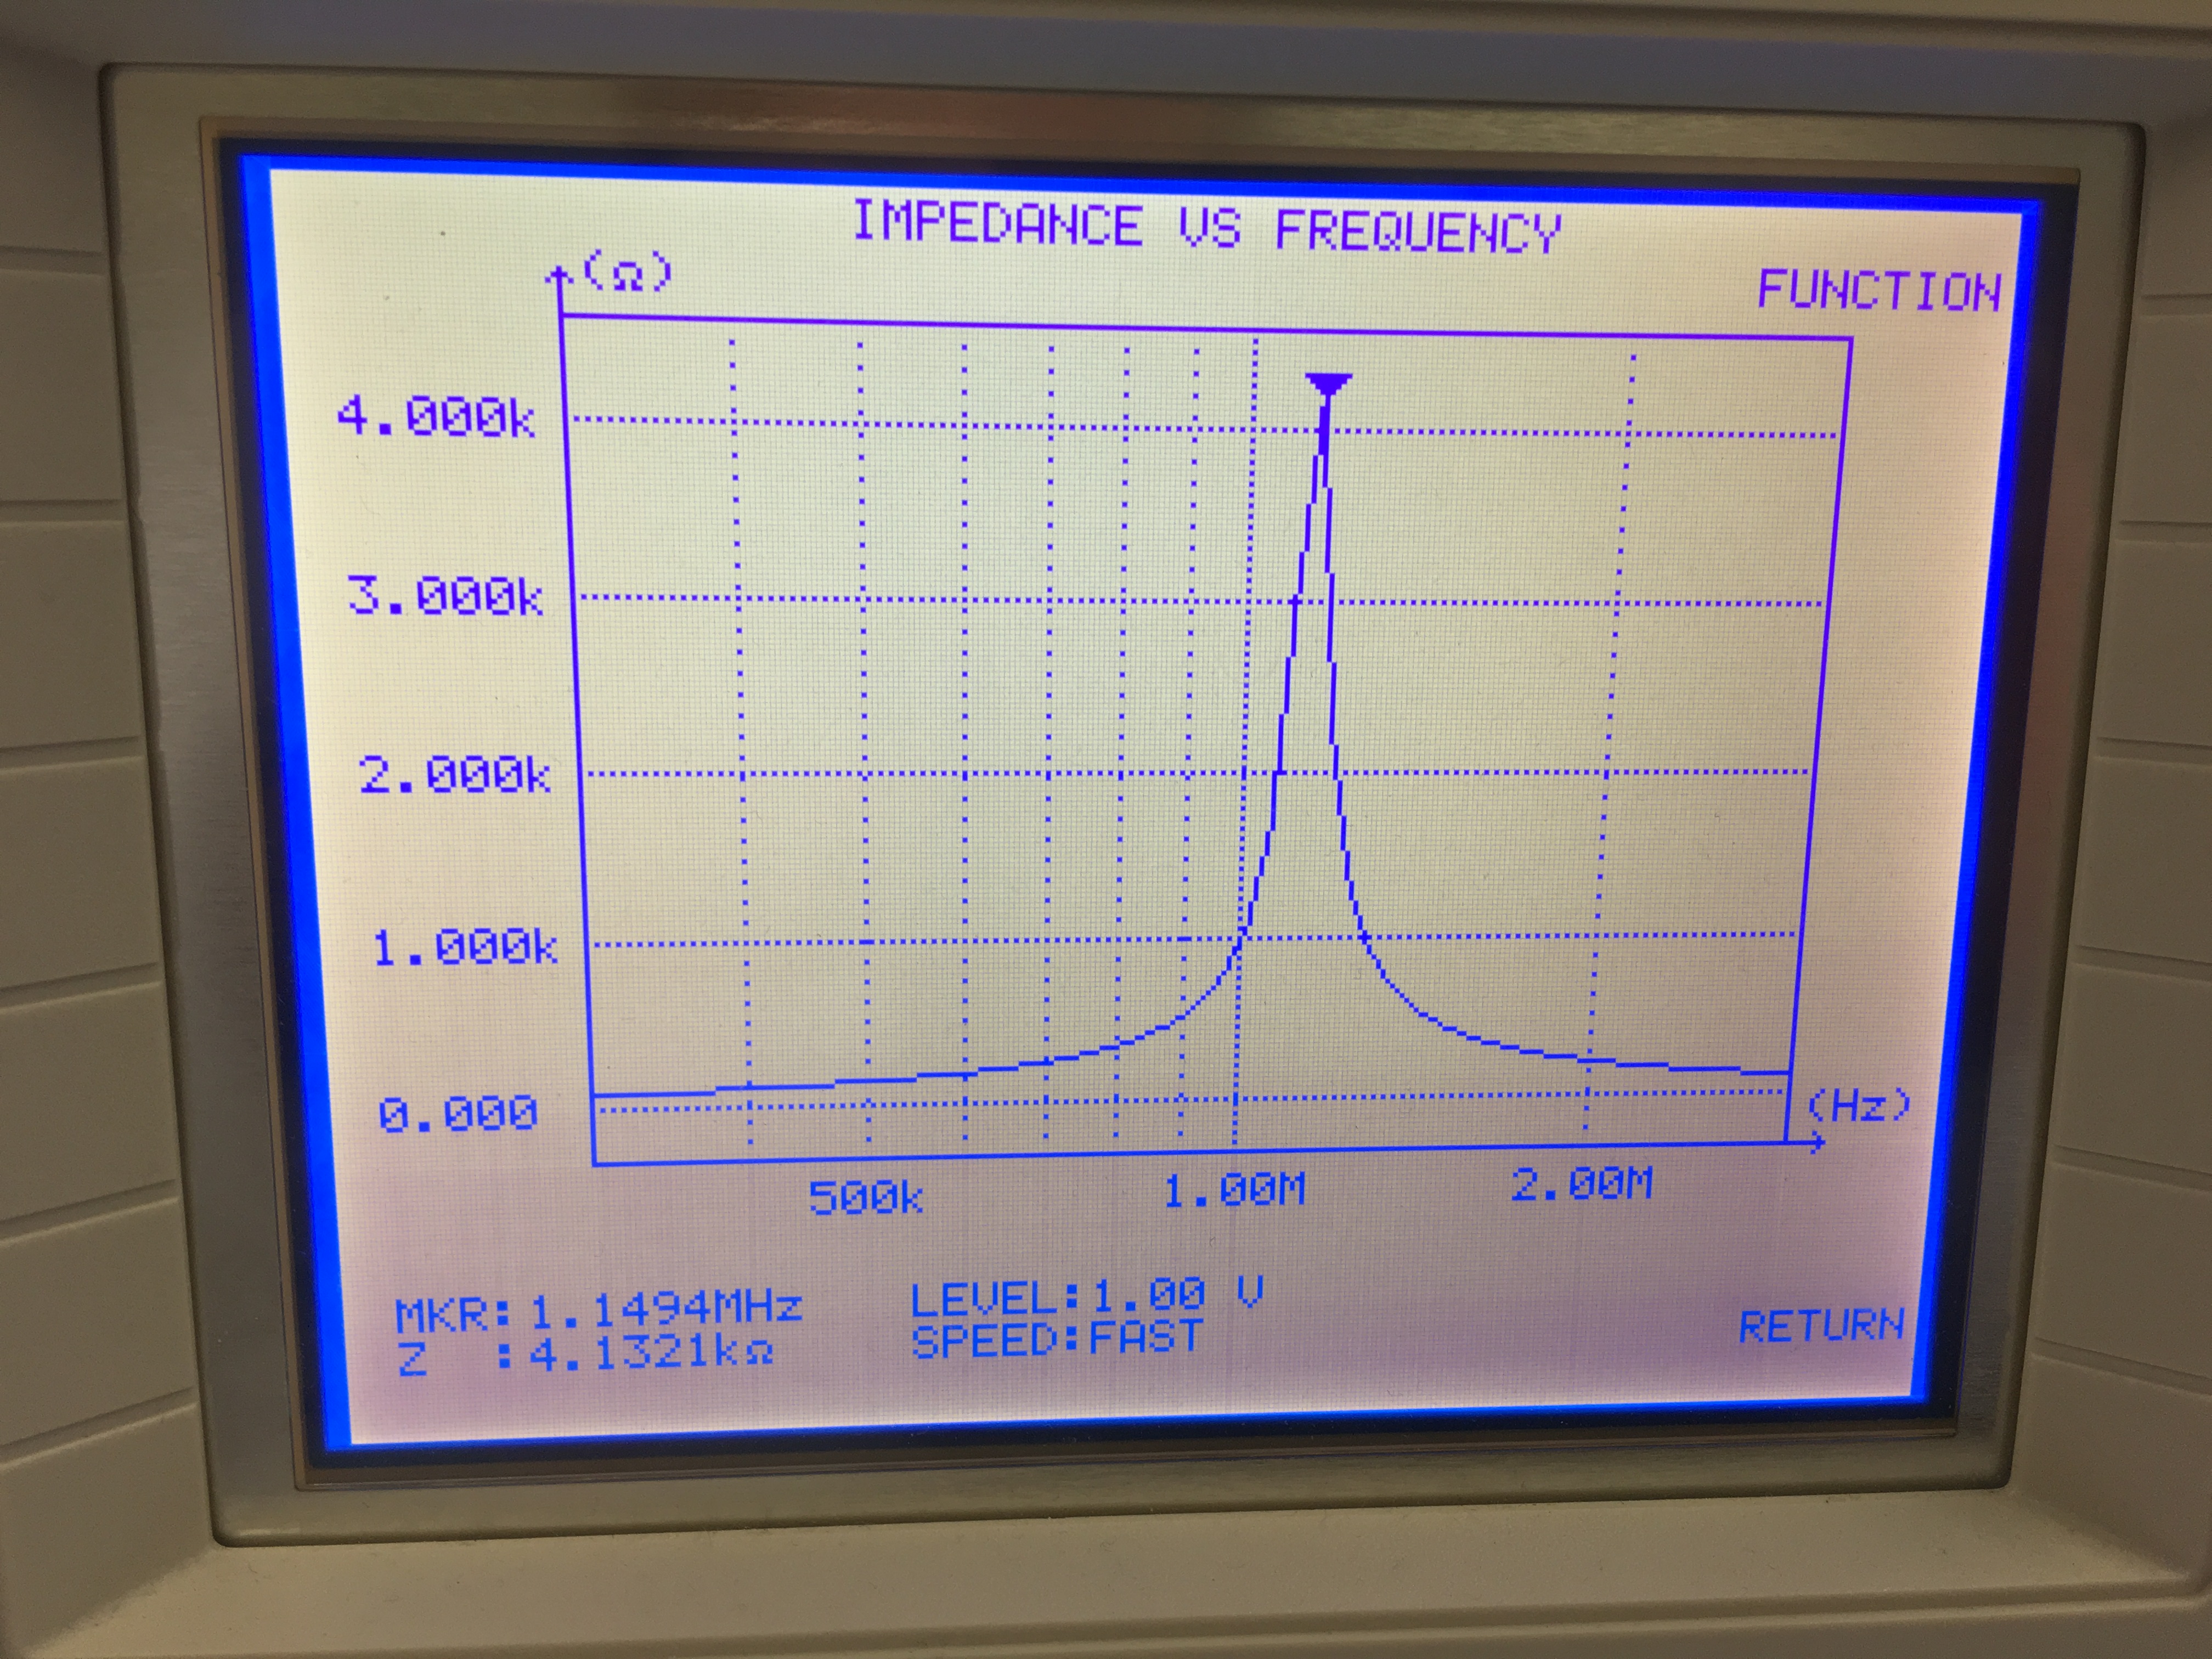 IMPEDANCE VS FREQUENCY
(Ω)
FUNCTION
4.000k
3.000k
2.000k
1.000k
0.000
(Hz)
500k 1.00M 2.00M
MKR:1.1494MHz LEVEL:1.00 V
Z :4.1321kΩ SPEED:FAST
RETURN